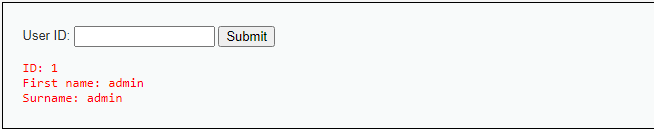 User ID: Submit
ID: 1
First name: admin
Surname: admin